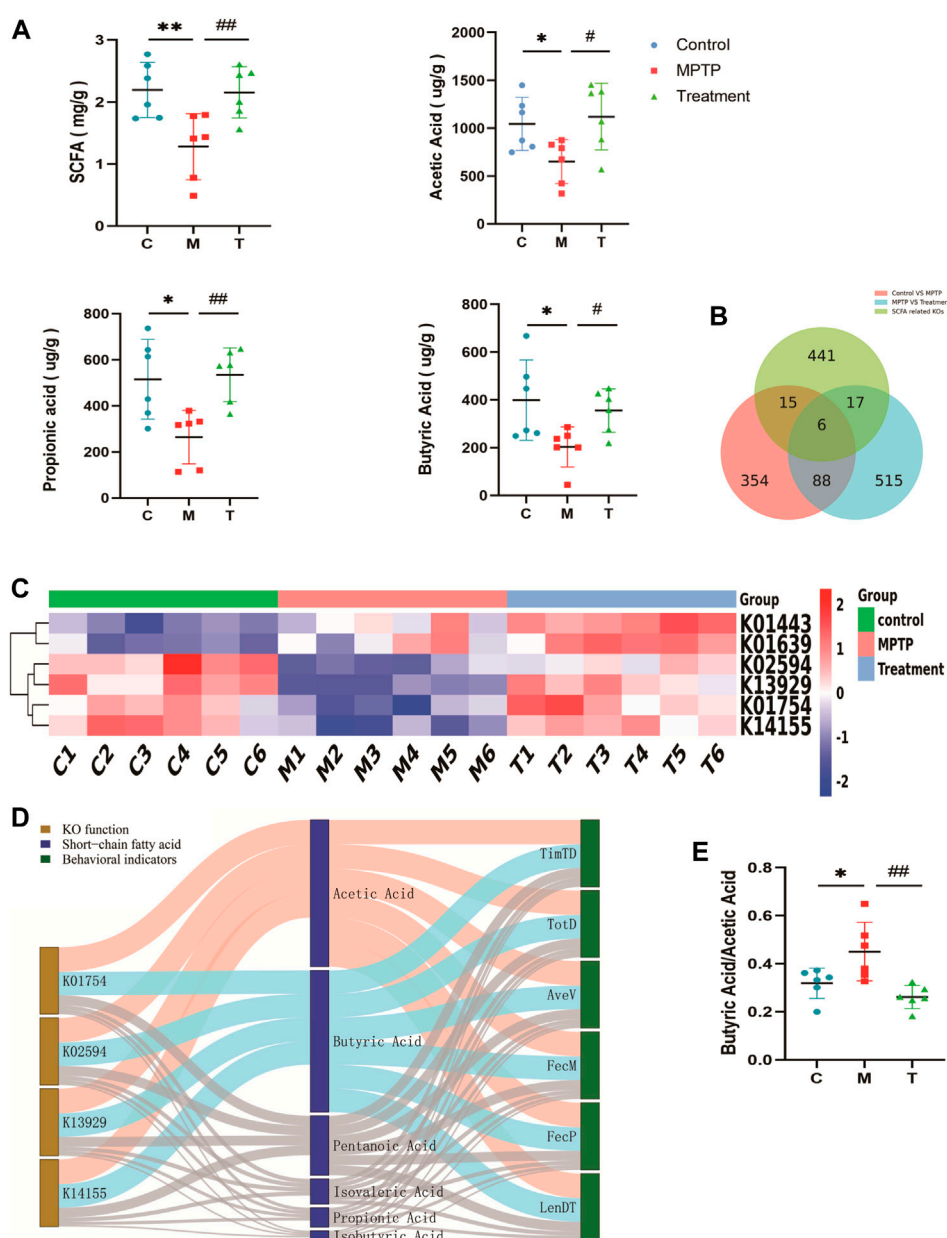 A
SCFA ( mg/g )
3
2
1
0
** ##
C M T
Acetic Acid ( ug/g )
2000
1500
1000
500
0
* #
C M T
Control
MPTP
Treatment
Propionic acid ( ug/g )
800
600
400
200
0
* ##
C M T
Butyric Acid ( ug/g )
800
600
400
200
0
* #
C M T
B
Control VS MPTP
MPTP VS Treatmen
SCFA related KOs
441
15 17
6
354 88 515
C
Group
K01443
K01639
K02594
K13929
K01754
K14155
C1 C2 C3 C4 C5 C6 M1 M2 M3 M4 M5 M6 T1 T2 T3 T4 T5 T6
2
1
0
-1
-2
Group
control
MPTP
Treatment
D
KO function
Short-chain fatty acid
Behavioral indicators
K01754
K02594
K13929
K14155
Acetic Acid
Butyric Acid
Pentanoic Acid
Isovaleric Acid
Propionic Acid
Isobutyric Acid
TimTD
TotD
AveV
FecM
FecP
LenDT
E
Butyric Acid/Acetic Acid
0.8
0.6
0.4
0.2
0.0
* ##
C M T